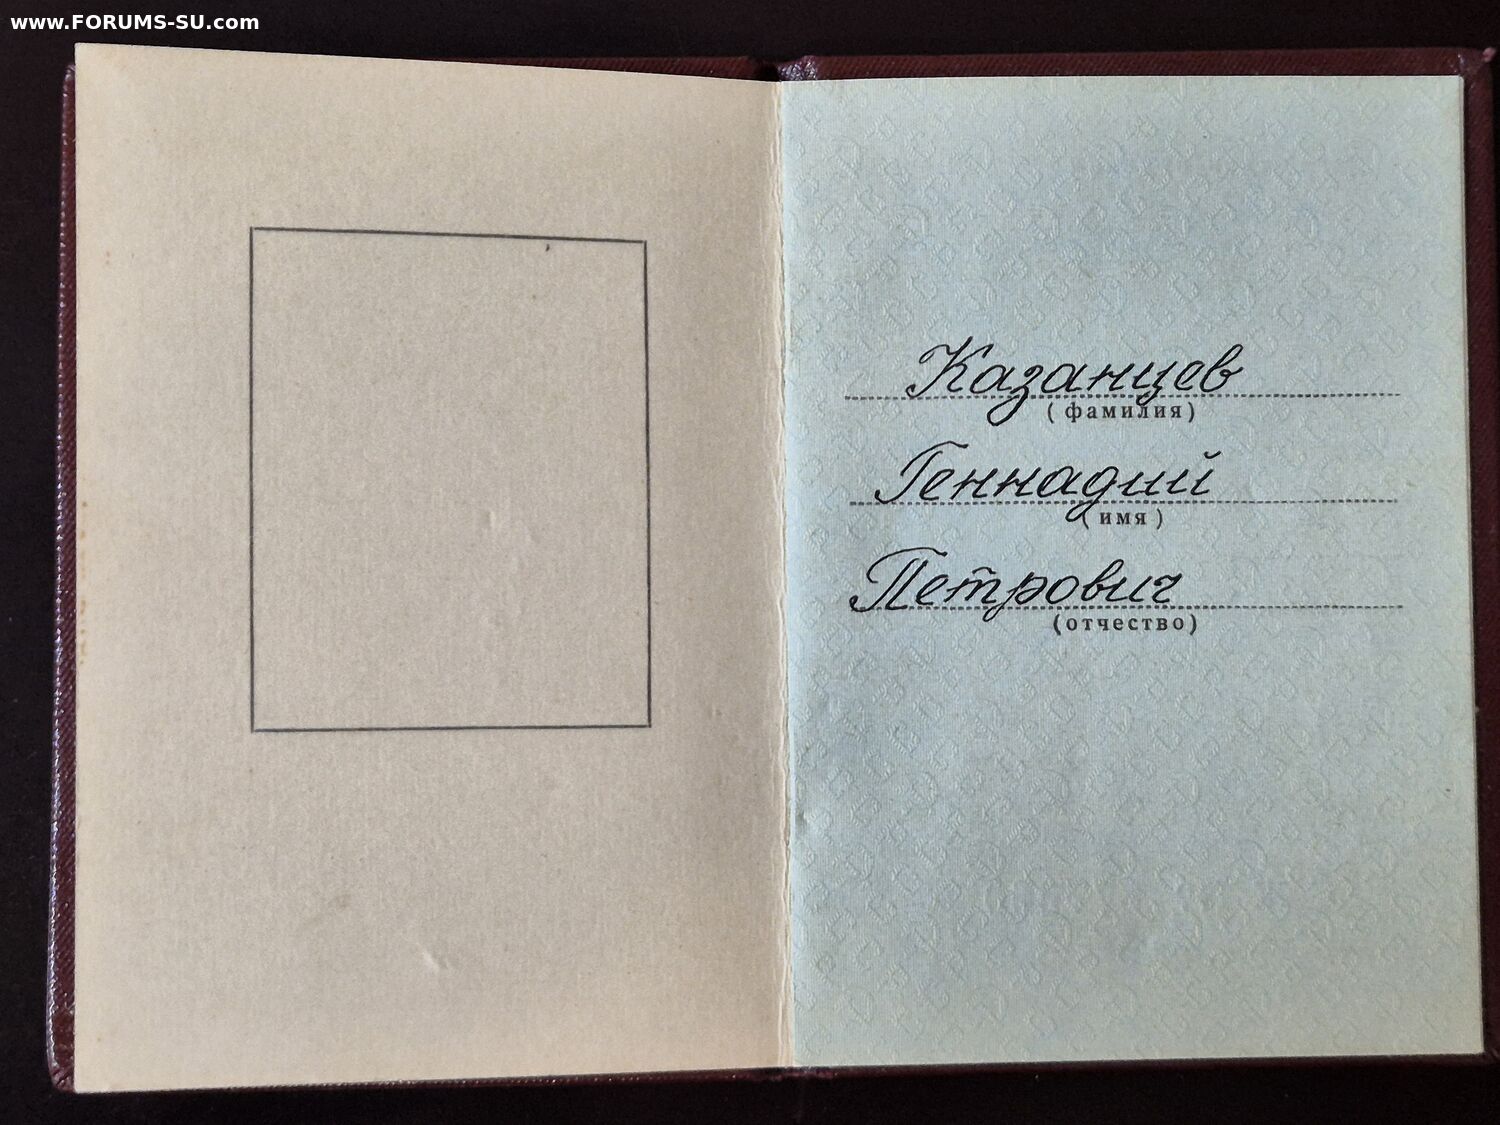 www.FORUMS-SU.com
Казанцев
(фамилия)
Геннадий
(имя)
Петрович
(отчество)